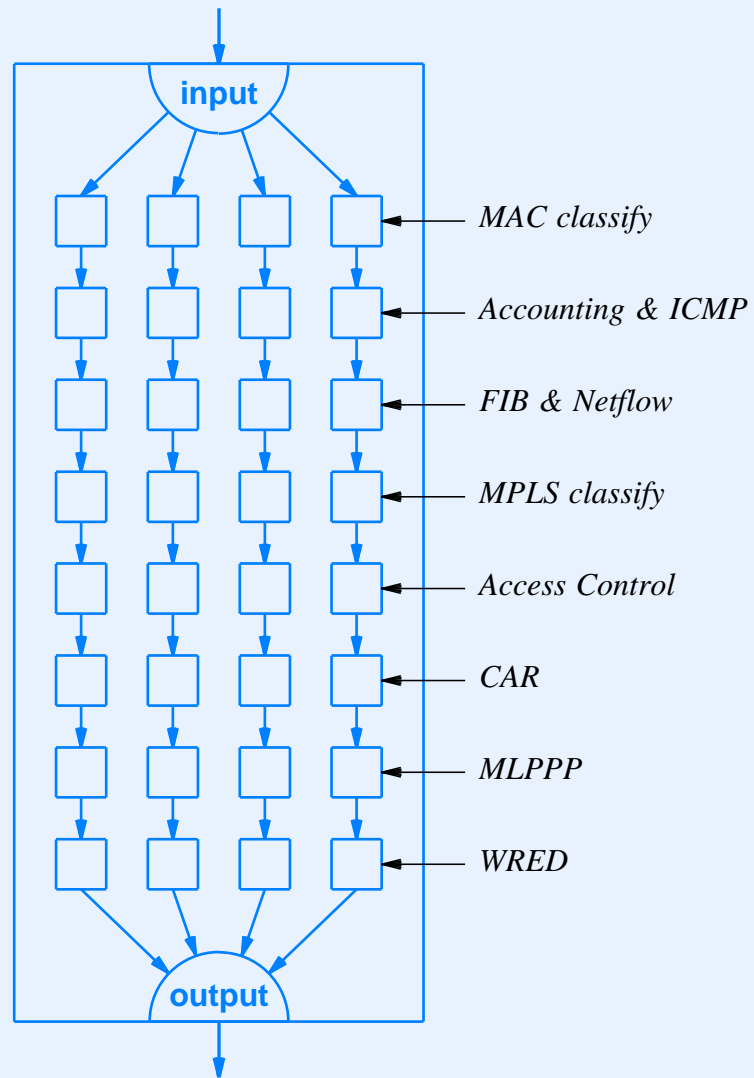 input
MAC classify
Accounting & ICMP
FIB & Netflow
MPLS classify
Access Control
CAR
MLPPP
WRED
output